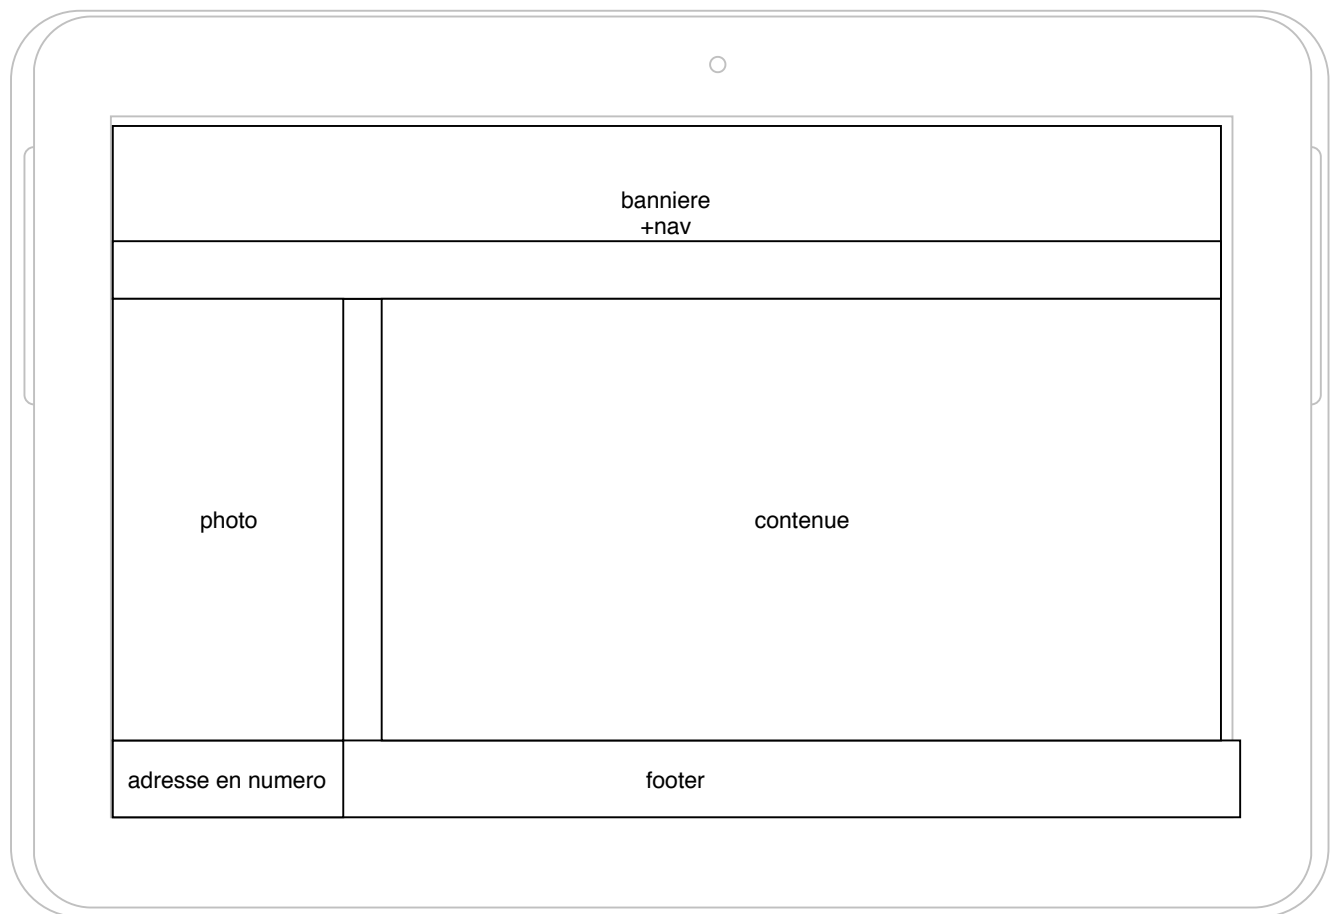 banniere
+nav
photo
contenue
adresse en numero
footer